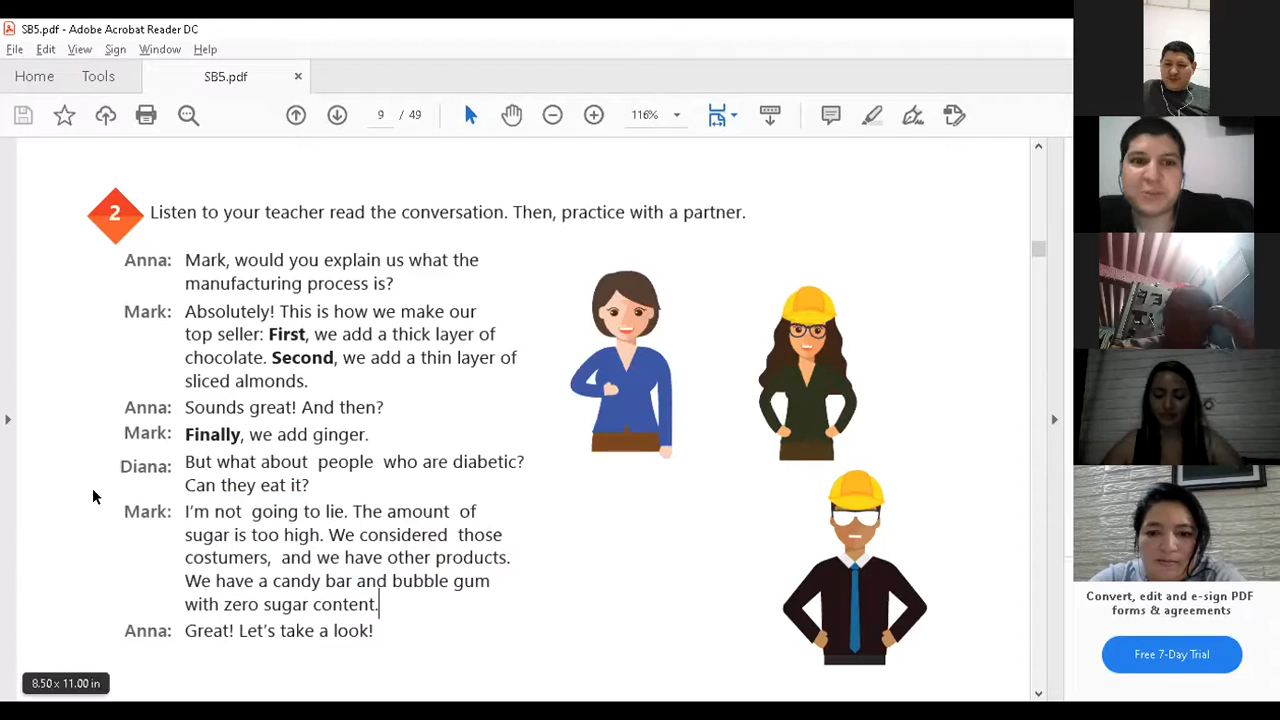 SB5.pdf - Adobe Acrobat Reader DC
File Edit View Sign Window Help
Home Tools SB5.pdf ×
9 / 49 116%
2 Listen to your teacher read the conversation. Then, practice with a partner.
Anna: Mark, would you explain us what the
manufacturing process is?
Mark: Absolutely! This is how we make our
top seller: First, we add a thick layer of
chocolate. Second, we add a thin layer of
sliced almonds.
Anna: Sounds great! And then?
Mark: Finally, we add ginger.
Diana: But what about people who are diabetic?
Can they eat it?
Mark: I'm not going to lie. The amount of
sugar is too high. We considered those
costumers, and we have other products.
We have a candy bar and bubble gum
with zero sugar content.
Anna: Great! Let's take a look!
8.50 x 11.00 in
Convert, edit and e-sign PDF
forms & agreements
Free 7-Day Trial